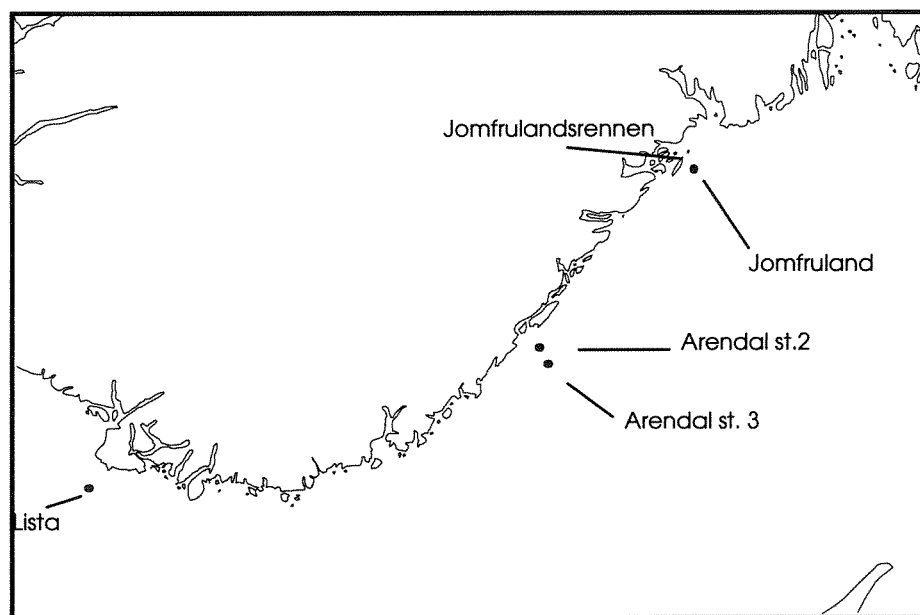 Jomfrulandsrennen
Jomfruland
Arendal st.2
Arendal st. 3
Lista